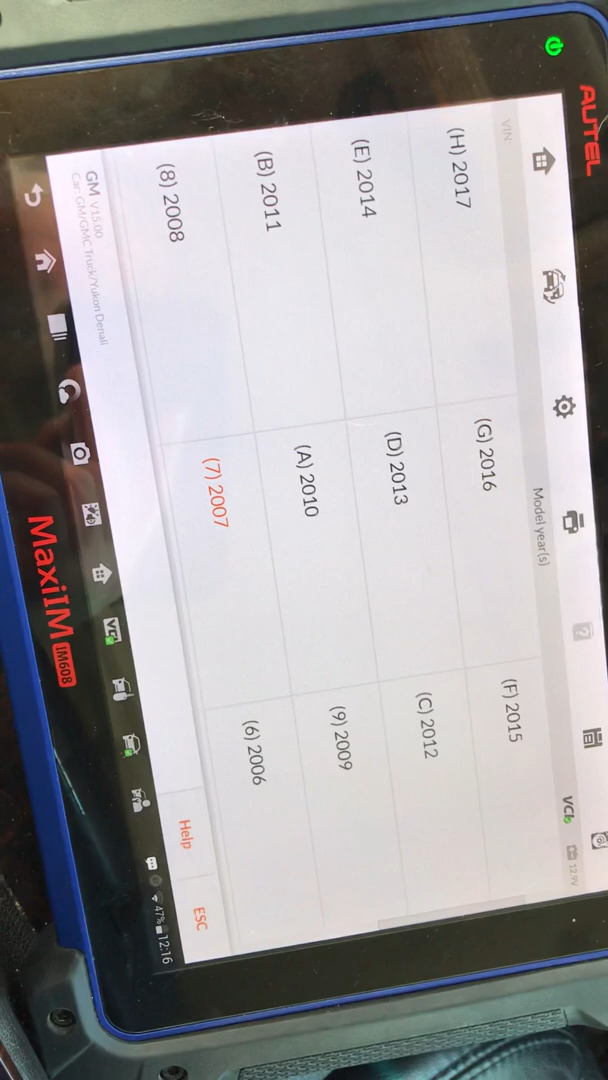 AUTEL
VCI
12.9V
VIN:
Model year(s)
(H) 2017
(G) 2016
(F) 2015
(E) 2014
(D) 2013
(C) 2012
(B) 2011
(A) 2010
(9) 2009
(8) 2008
(7) 2007
(6) 2006
GM V15.00
Car: GM/GMC Truck/Yukon Denali
Help
ESC
VCI
47% 12:16
MaxiIM IM608